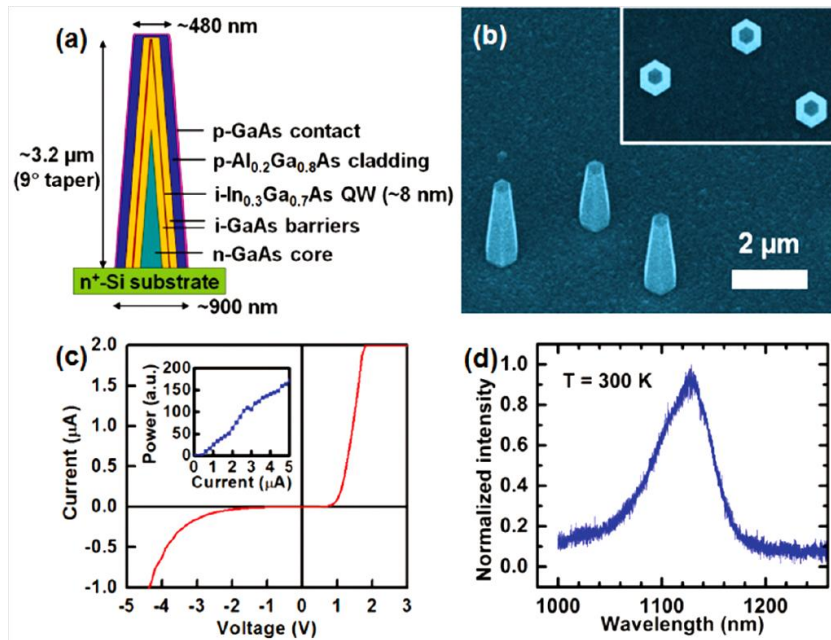 (a)
~480 nm
~3.2 µm
(9° taper)
p-GaAs contact
p-Al0.2Ga0.8As cladding
i-In0.3Ga0.7As QW (~8 nm)
i-GaAs barriers
n-GaAs core
n+-Si substrate
~900 nm
(b)
2 µm
(c)
Current (µA)
2.0
1.5
1.0
0.5
0.0
-0.5
-1.0
-5 -4 -3 -2 -1 0 1 2 3
Voltage (V)
Power (a.u.)
200
150
100
50
0
0 1 2 3 4 5
Current (µA)
(d)
T = 300 K
Normalized intensity
1.0
0.8
0.6
0.4
0.2
0.0
1000 1100 1200
Wavelength (nm)